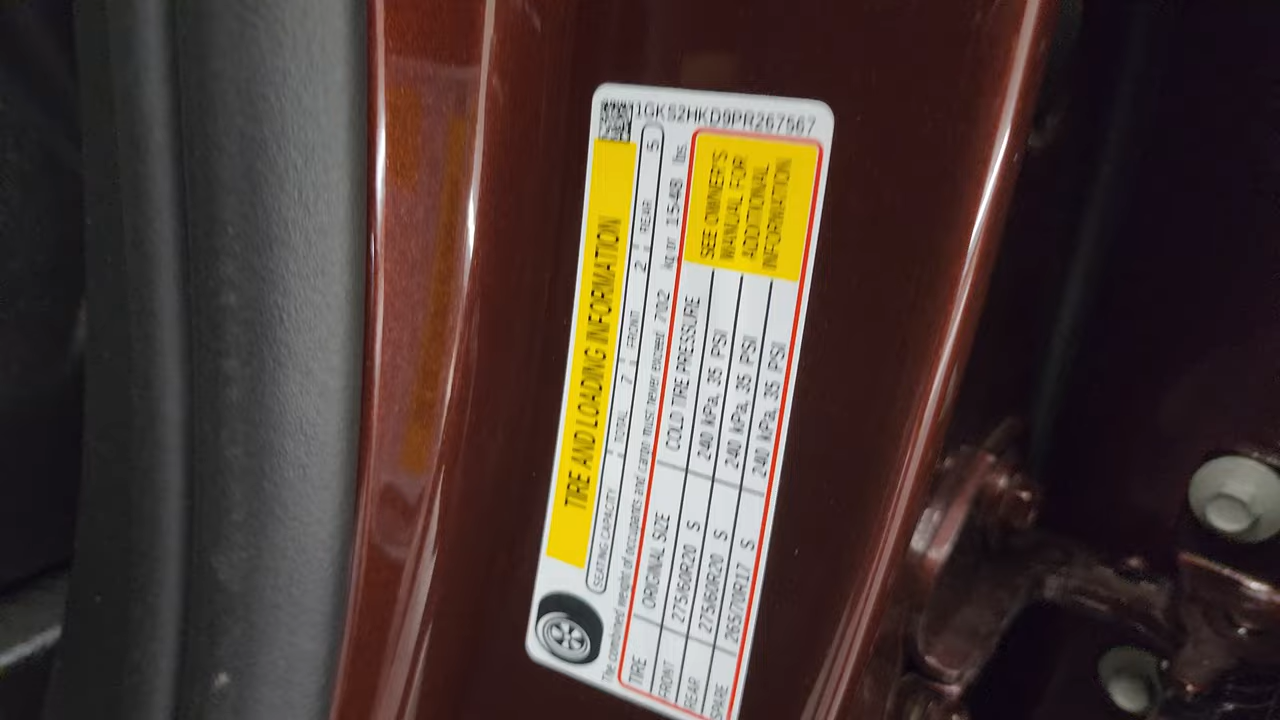 1GKS2HKD9PR267567
TIRE AND LOADING INFORMATION
SEATING CAPACITY : TOTAL 7 : FRONT 2 : REAR 5
The combined weight of occupants and cargo must never exceed 702 kg or 1548 lbs.
TIRE ORIGINAL SIZE COLD TIRE PRESSURE
FRONT 275/60R20 S 240 kPa, 35 PSI
REAR 275/60R20 S 240 kPa, 35 PSI
SPARE 265/70R17 S 240 kPa, 35 PSI
SEE OWNER'S
MANUAL FOR
ADDITIONAL
INFORMATION